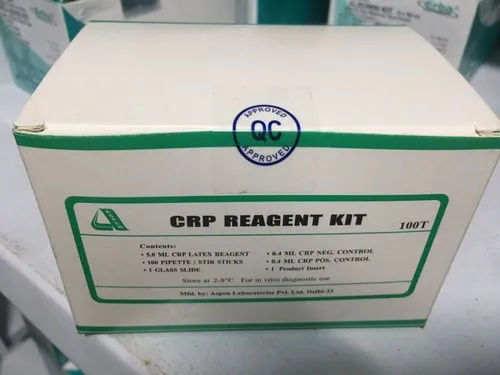 Erba
APPROVED
QC
APPROVED
CRP REAGENT KIT 100T
Contents:
• 5.0 ML CRP LATEX REAGENT • 0.4 ML CRP NEG. CONTROL
• 100 PIPETTE / STIR STICKS • 0.4 ML CRP POS. CONTROL
• 1 GLASS SLIDE • 1 Product Insert
Store at 2-8°C For in vitro diagnostic use
Mfd. by: Aspen Laboratories Pvt. Ltd. Delhi-35